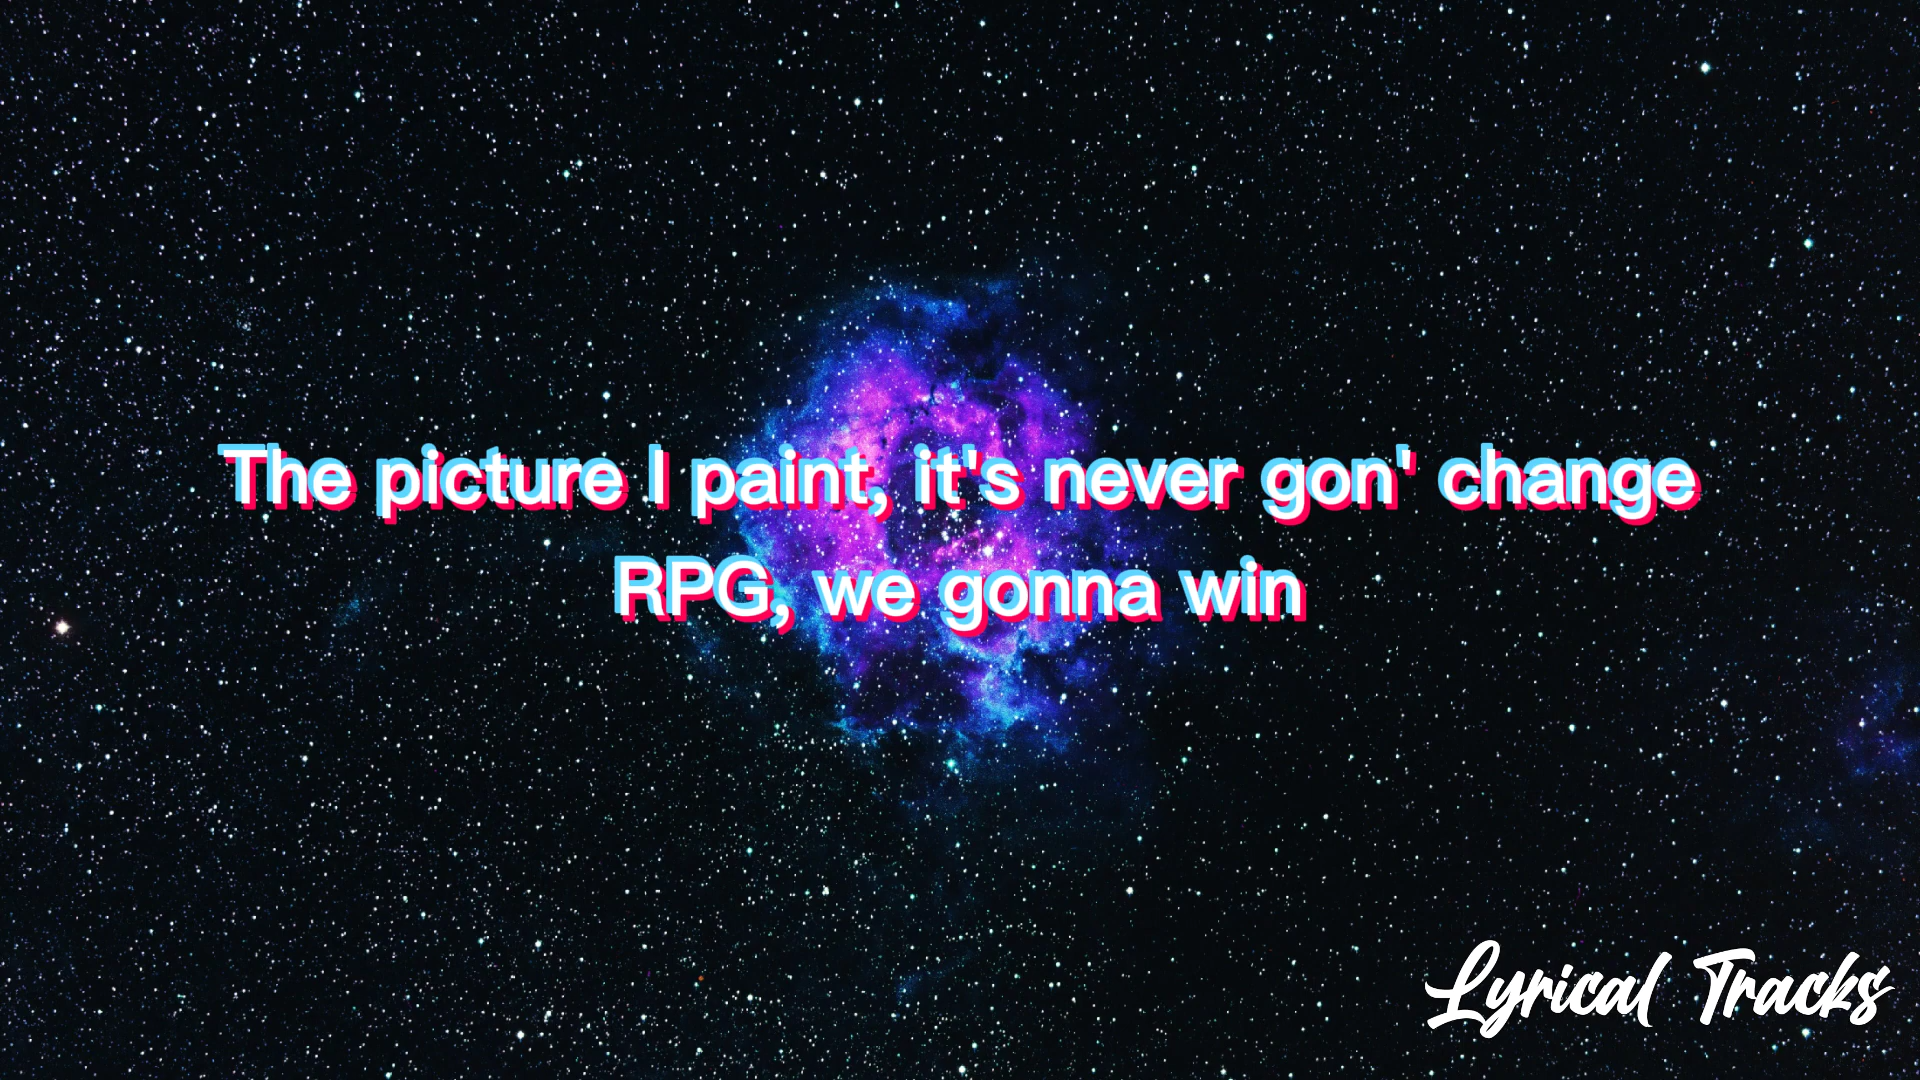 The picture I paint, it's never gon' change
RPG, we gonna win
Lyrical Tracks